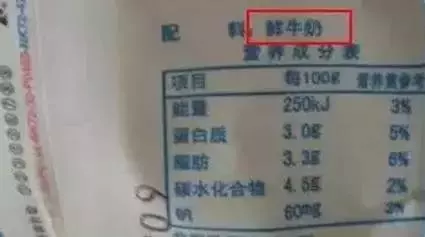 配 料: 鲜牛奶
营养成分表
项目 每100g 营养素参考
能量 250kJ 3%
蛋白质 3.0g 5%
脂肪 3.3g 6%
碳水化合物 4.5g 2%
钙 60mg 3%
09